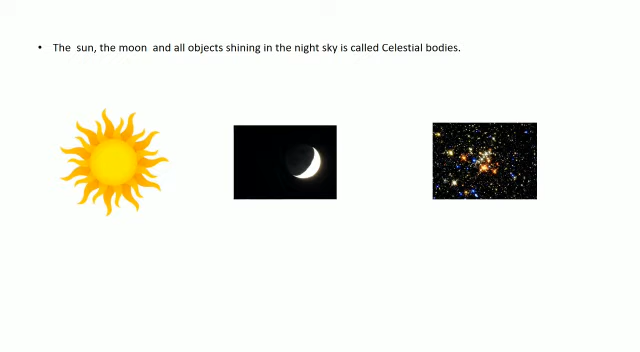 • The sun, the moon and all objects shining in the night sky is called Celestial bodies.